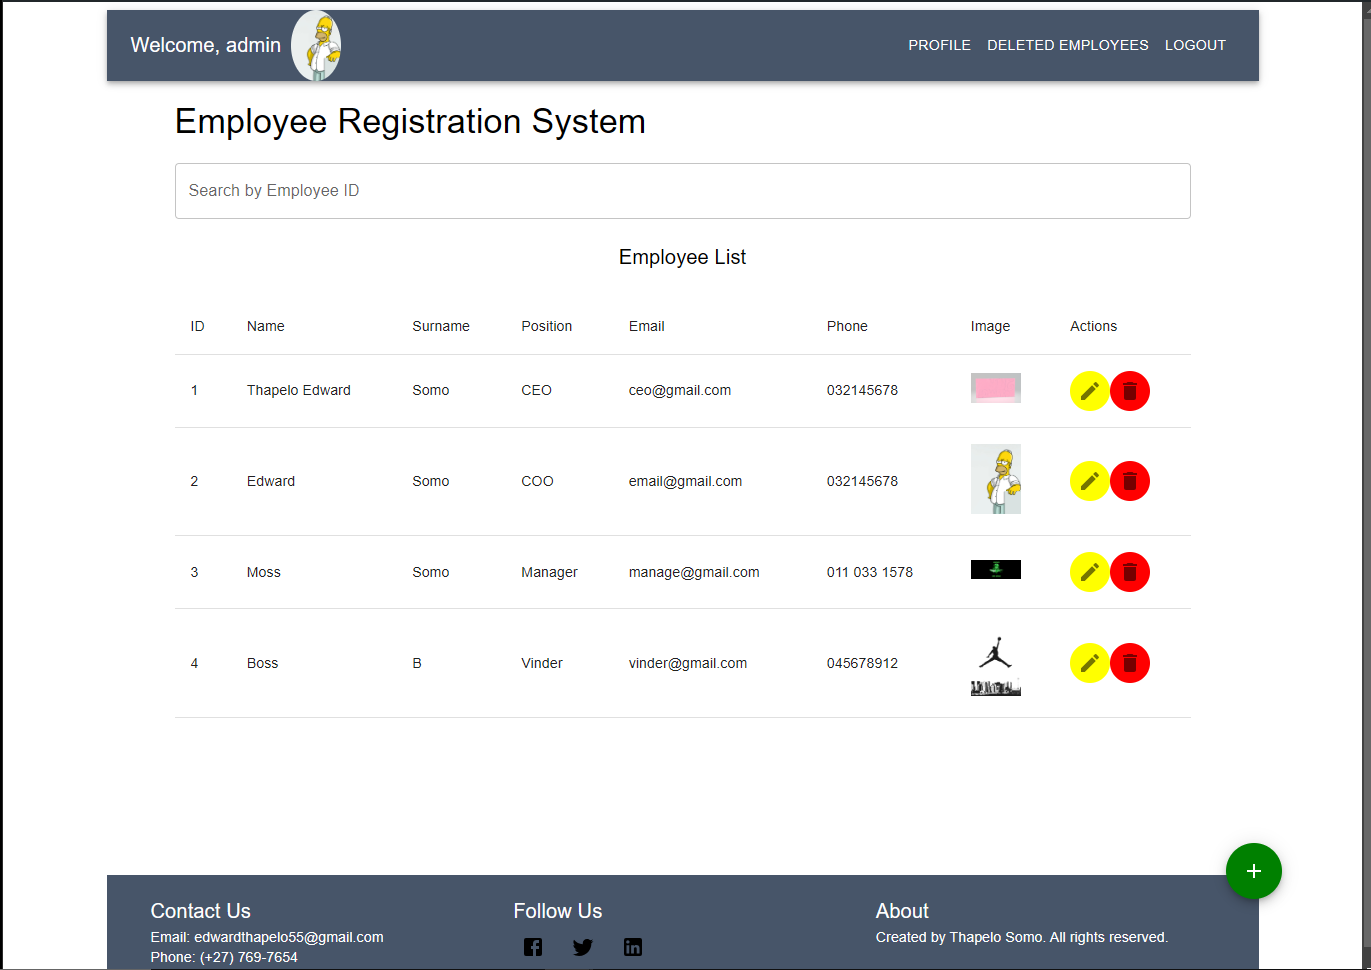 Welcome, admin
PROFILE DELETED EMPLOYEES LOGOUT
Employee Registration System
Search by Employee ID
Employee List
ID Name Surname Position Email Phone Image Actions
1 Thapelo Edward Somo CEO ceo@gmail.com 032145678
2 Edward Somo COO email@gmail.com 032145678
3 Moss Somo Manager manage@gmail.com 011 033 1578
4 Boss B Vinder vinder@gmail.com 045678912
Contact Us
Email: edwardthapelo55@gmail.com
Phone: (+27) 769-7654
Follow Us
About
Created by Thapelo Somo. All rights reserved.